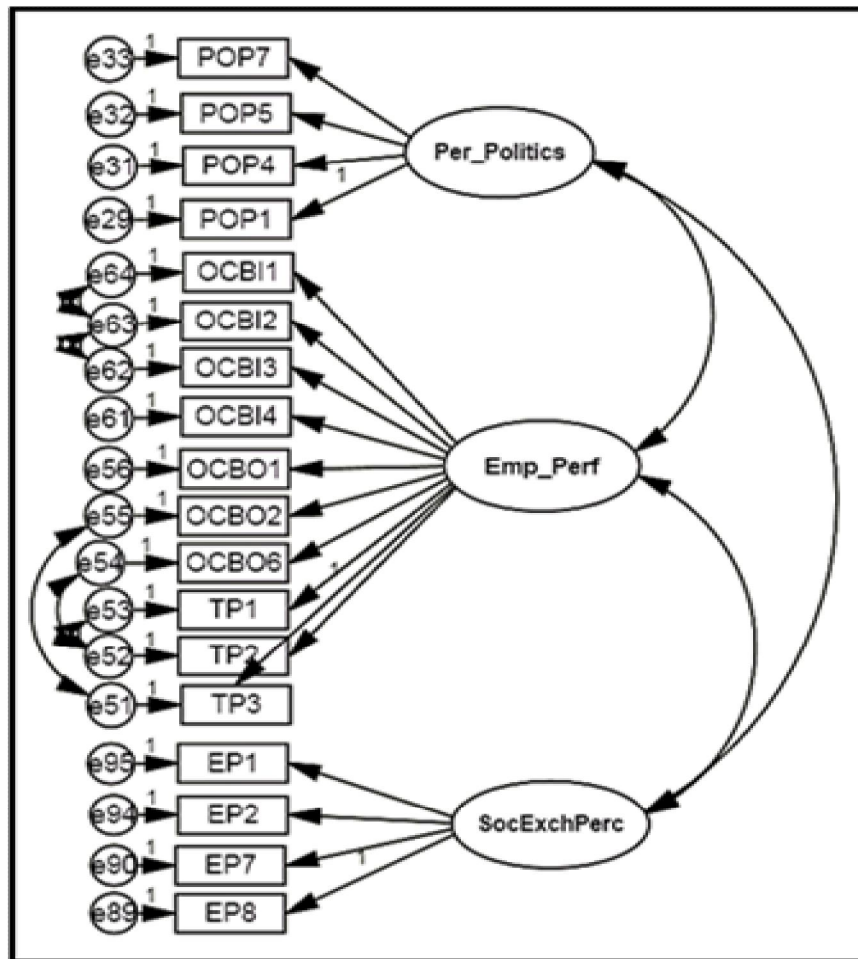 e33 1 POP7
e32 1 POP5
Per_Politics
e31 1 POP4
1
e29 1 POP1
e64 1 OCBI1
e63 1 OCBI2
e62 1 OCBI3
e61 1 OCBI4
e56 1 OCBO1
Emp_Perf
e55 1 OCBO2
e54 1 OCBO6
1
e53 1 TP1
e52 1 TP2
e51 1 TP3
e95 1 EP1
e94 1 EP2
SocExchPerc
e90 1 EP7
1
e89 1 EP8